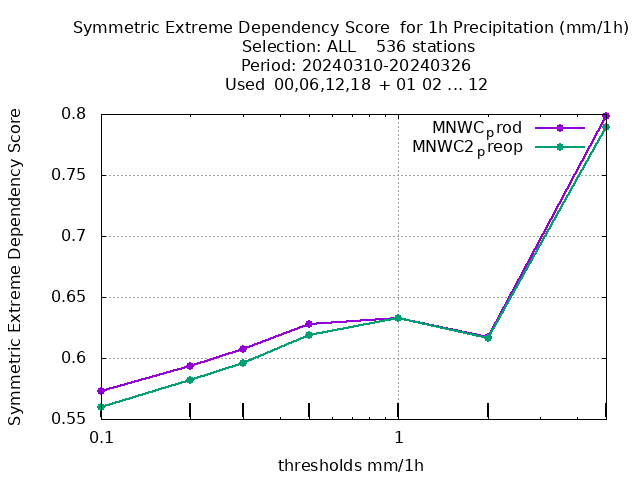 Symmetric Extreme Dependency Score  for 1h Precipitation (mm/1h)
Selection: ALL    536 stations
Period: 20240310-20240326
Used  00,06,12,18 + 01 02 ... 12
Symmetric Extreme Dependency Score
0.8
0.75
0.7
0.65
0.6
0.55
MNWCprod
MNWC2preop
0.1 1
thresholds mm/1h